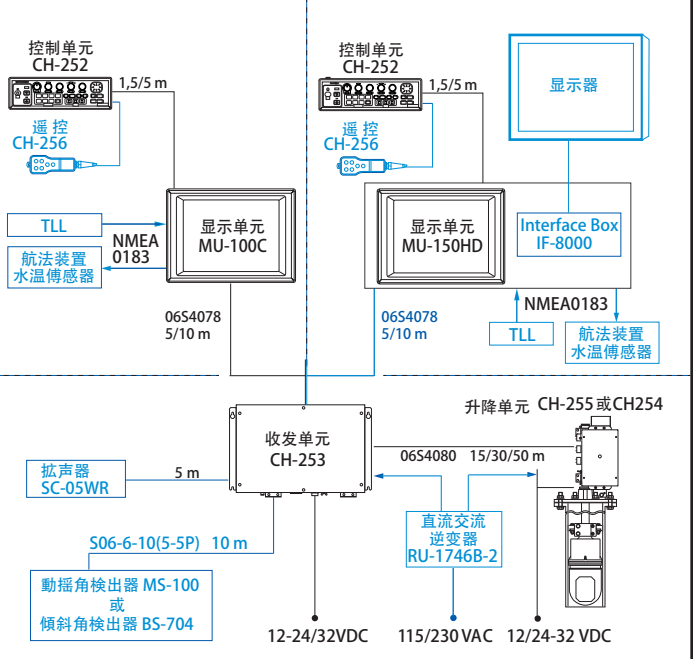 控制单元
CH-252
1,5/5 m
遥 控
CH-256
控制单元
CH-252
1,5/5 m
遥 控
CH-256
显示器
TLL
NMEA
0183
航法装置
水温傅感器
显示单元
MU-100C
显示单元
MU-150HD
Interface Box
IF-8000
NMEA0183
TLL
航法装置
水温傅感器
06S4078
5/10 m
06S4078
5/10 m
升降单元 CH-255或CH254
收发单元
CH-253
06S4080 15/30/50 m
拡声器
SC-05WR
5 m
直流交流
逆变器
RU-1746B-2
S06-6-10(5-5P) 10 m
動揺角検出器 MS-100
或
傾斜角検出器 BS-704
12-24/32VDC
115/230 VAC
12/24-32 VDC